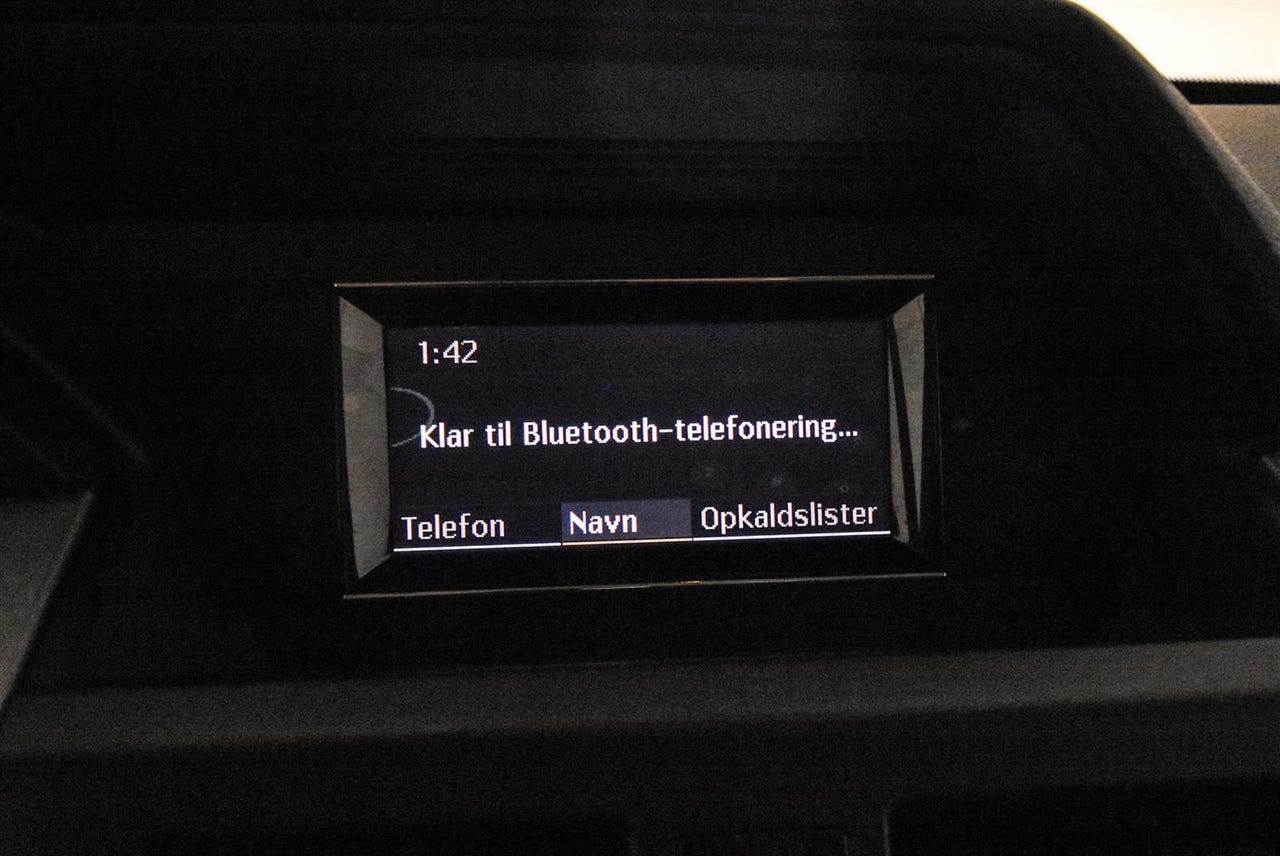 1:42
Klar til Bluetooth-telefonering...
Telefon Navn Opkaldslister